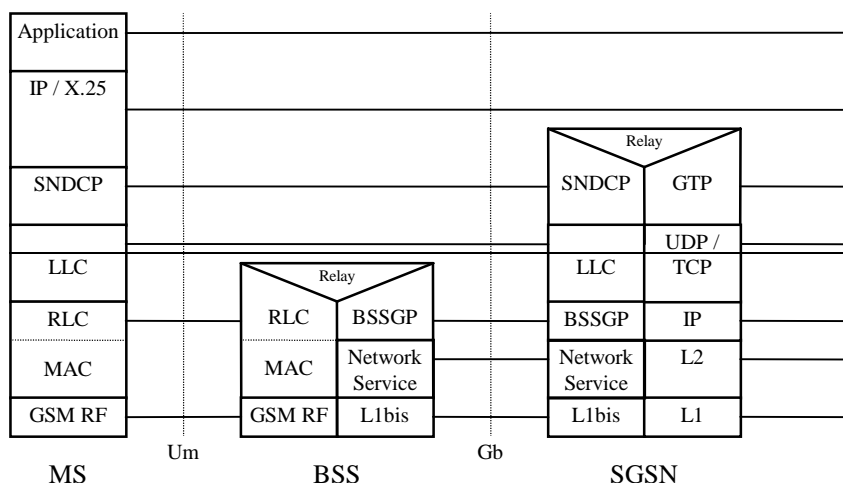 Application
IP / X.25
Relay
SNDCP
SNDCP
GTP
UDP /
LLC
Relay
LLC
TCP
RLC
RLC
BSSGP
BSSGP
IP
MAC
MAC
Network
Service
Network
Service
L2
GSM RF
GSM RF
L1bis
L1bis
L1
Um
Gb
MS
BSS
SGSN